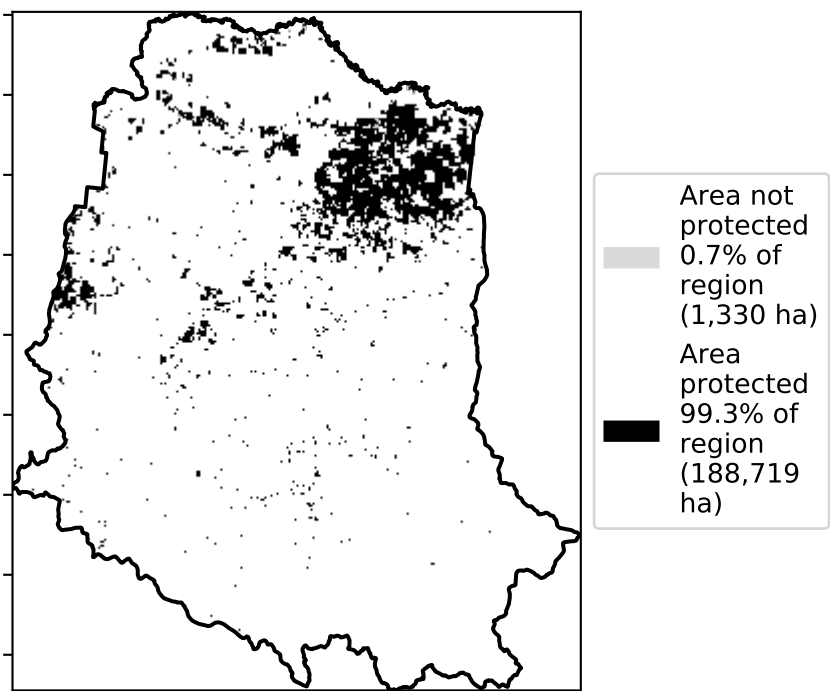 Area not
protected
0.7% of
region
(1,330 ha)
Area
protected
99.3% of
region
(188,719
ha)